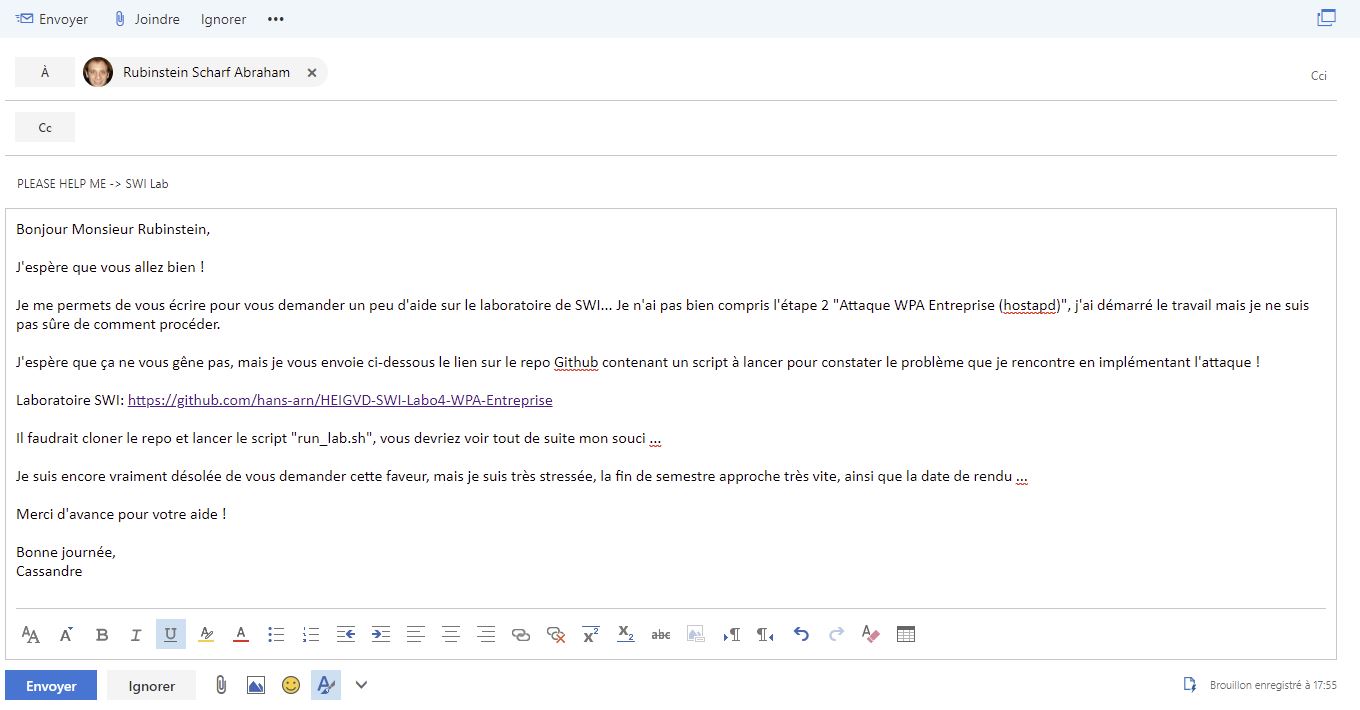 Envoyer Joindre Ignorer •••
À Rubinstein Scharf Abraham × Cci
Cc
PLEASE HELP ME -> SWI Lab
Bonjour Monsieur Rubinstein,
J'espère que vous allez bien !
Je me permets de vous écrire pour vous demander un peu d'aide sur le laboratoire de SWI... Je n'ai pas bien compris l'étape 2 "Attaque WPA Entreprise (hostapd)", j'ai démarré le travail mais je ne suis
pas sûre de comment procéder.
J'espère que ça ne vous gêne pas, mais je vous envoie ci-dessous le lien sur le repo Github contenant un script à lancer pour constater le problème que je rencontre en implémentant l'attaque !
Laboratoire SWI: https://github.com/hans-arn/HEIGVD-SWI-Labo4-WPA-Entreprise
Il faudrait cloner le repo et lancer le script "run_lab.sh", vous devriez voir tout de suite mon souci ...
Je suis encore vraiment désolée de vous demander cette faveur, mais je suis très stressée, la fin de semestre approche très vite, ainsi que la date de rendu ...
Merci d'avance pour votre aide !
Bonne journée,
Cassandre
Envoyer Ignorer Brouillon enregistré à 17:55